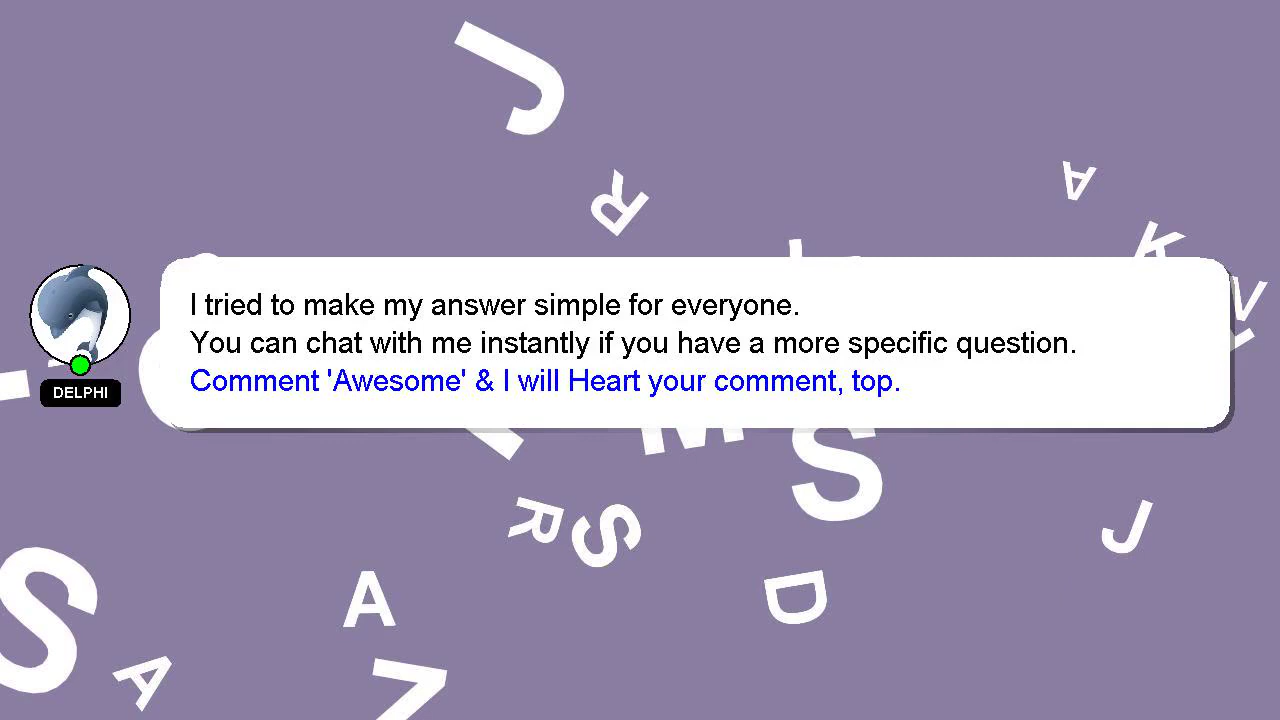 J
R
A
K
V
I tried to make my answer simple for everyone.
You can chat with me instantly if you have a more specific question.
Comment 'Awesome' & I will Heart your comment, top.
DELPHI
M
S
R
S
J
A
D
S
A
Z